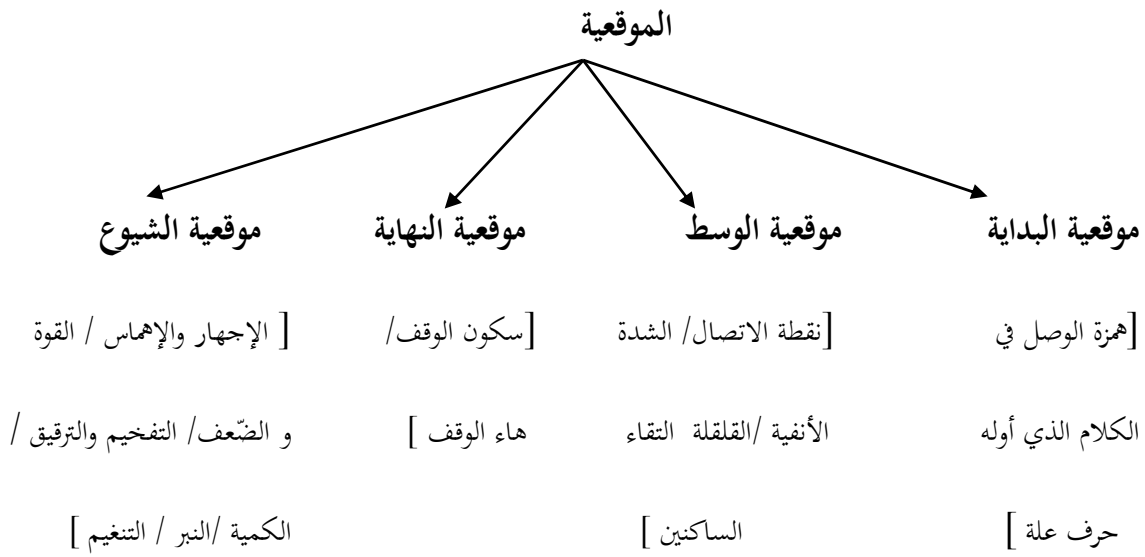 الموقعية
موقعية البداية
[همزة الوصل في
الكلام الذي أوله
حرف علة ]
موقعية الوسط
[نقطة الاتصال/ الشدة
الأنفية /القلقلة التقاء
الساكنين ]
موقعية النهاية
[سكون الوقف/
هاء الوقف ]
موقعية الشيوع
[ الإجهار والإهماس / القوة
و الضّعف/ التفخيم والترقيق /
الكمية /النبر / التنغيم ]